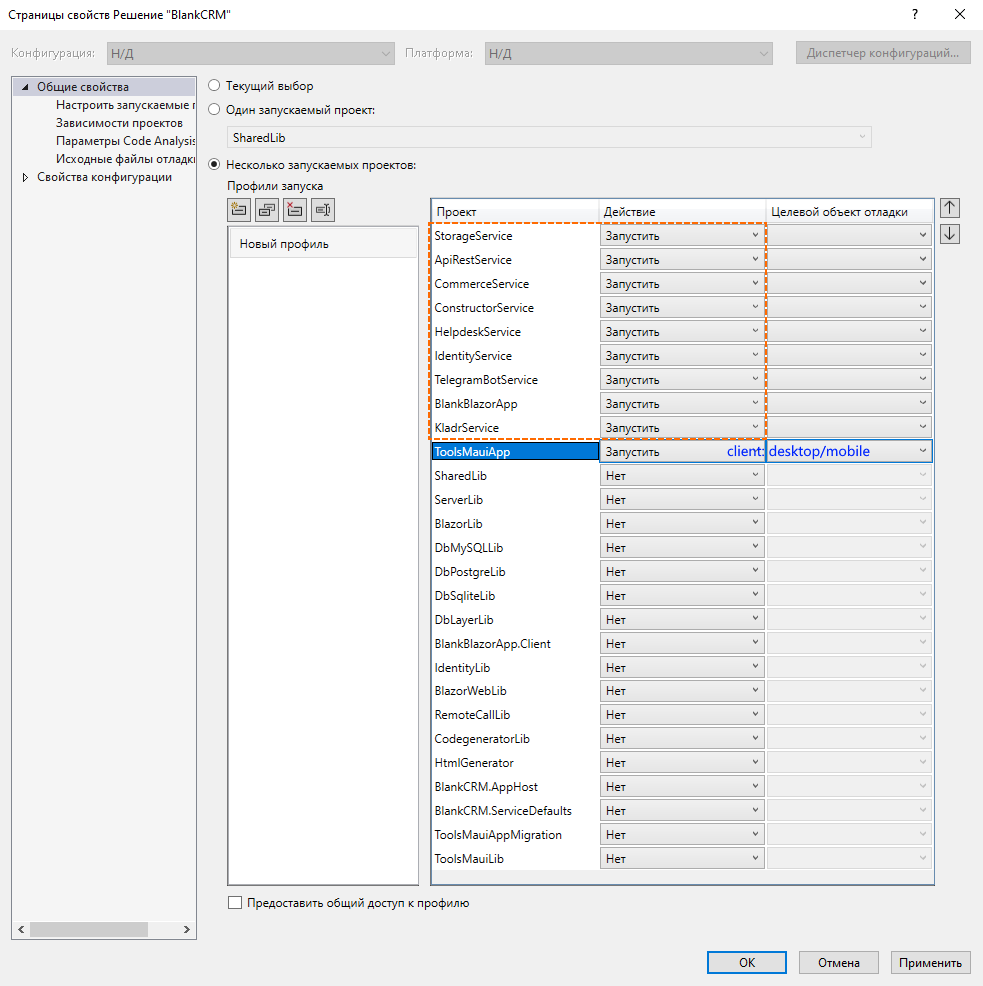 Страницы свойств Решение "BlankCRM"
Конфигурация: Н/Д Платформа: Н/Д Диспетчер конфигураций...
Общие свойства
Настроить запускаемые п
Зависимости проектов
Параметры Code Analysis
Исходные файлы отладки
Свойства конфигурации
Текущий выбор
Один запускаемый проект:
SharedLib
Несколько запускаемых проектов:
Профили запуска
Новый профиль
Проект Действие Целевой объект отладки
StorageService Запустить
ApiRestService Запустить
CommerceService Запустить
ConstructorService Запустить
HelpdeskService Запустить
IdentityService Запустить
TelegramBotService Запустить
BlankBlazorApp Запустить
KladrService Запустить
ToolsMauiApp Запустить client: desktop/mobile
SharedLib Нет
ServerLib Нет
BlazorLib Нет
DbMySQLLib Нет
DbPostgreLib Нет
DbSqliteLib Нет
DbLayerLib Нет
BlankBlazorApp.Client Нет
IdentityLib Нет
BlazorWebLib Нет
RemoteCallLib Нет
CodegeneratorLib Нет
HtmlGenerator Нет
BlankCRM.AppHost Нет
BlankCRM.ServiceDefaults Нет
ToolsMauiAppMigration Нет
ToolsMauiLib Нет
Предоставить общий доступ к профилю
ОК Отмена Применить